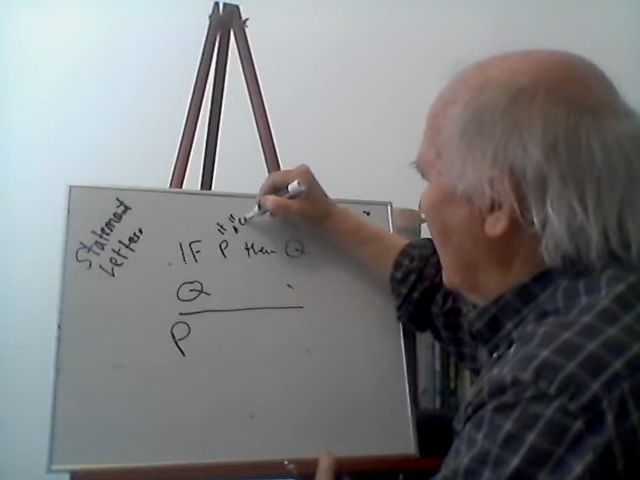 Statement
Letters
IF P then Q
Q
P